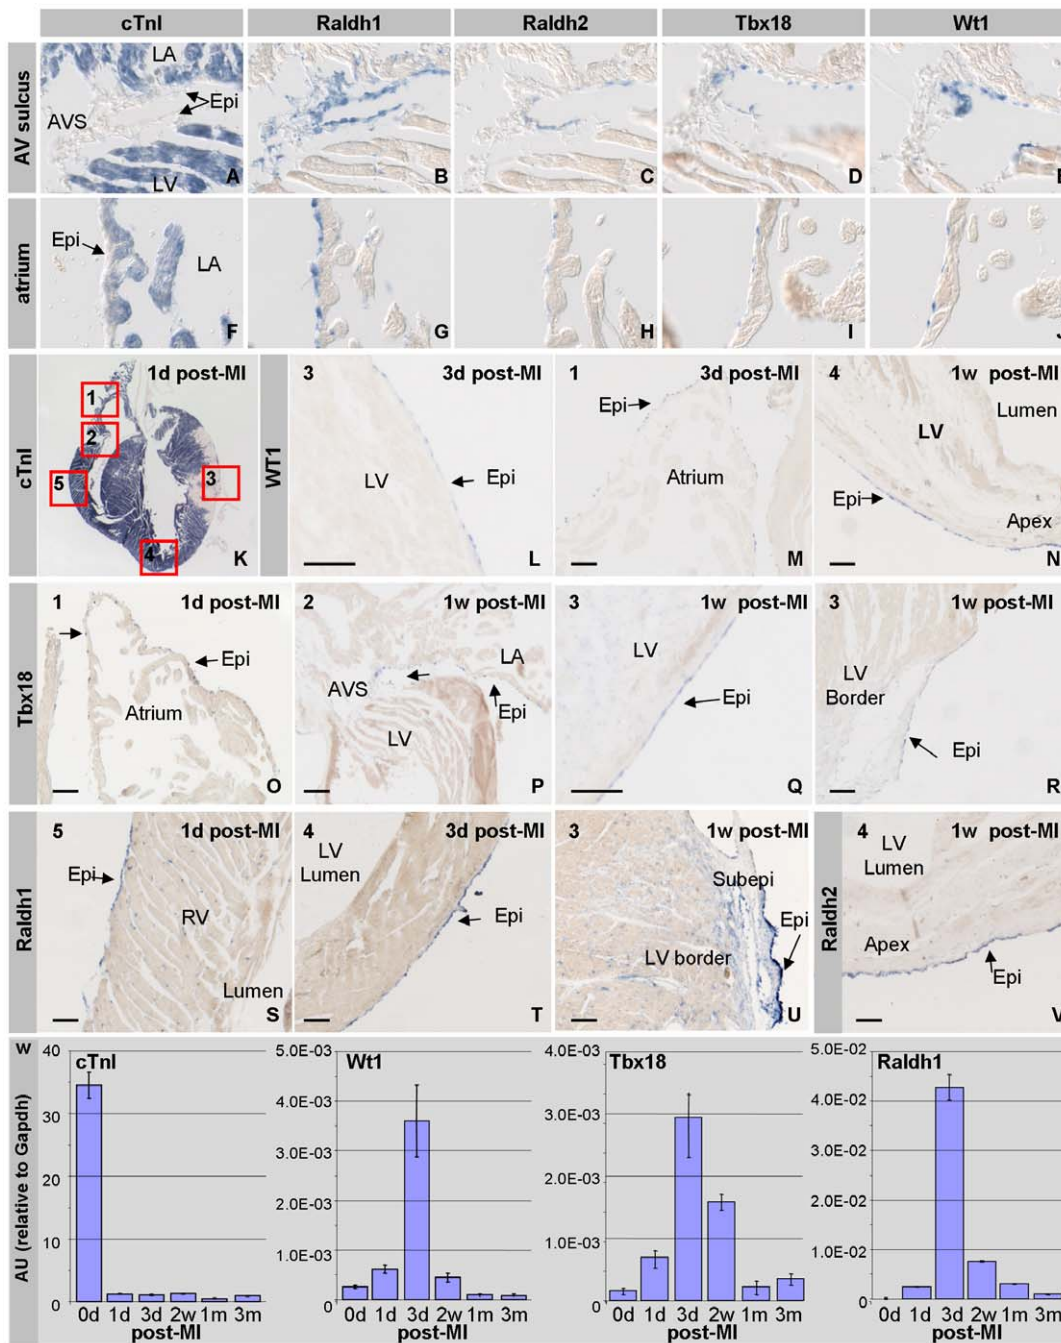 cTnI Raldh1 Raldh2 Tbx18 Wt1
AV sulcus
LA
Epi
AVS
LV
A B C D E
atrium
Epi
LA
F G H I J
cTnI
1d post-MI
1
2
5
3
4
K
WT1
3 3d post-MI
LV
Epi
L
1 3d post-MI
Epi
Atrium
M
4 1w post-MI
Lumen
LV
Epi
Apex
N
Tbx18
1 1d post-MI
Epi
Atrium
O
2 1w post-MI
LA
AVS
Epi
LV
P
3 1w post-MI
LV
Epi
Q
3 1w post-MI
LV
Border
Epi
R
Raldh1
5 1d post-MI
Epi
RV
Lumen
S
4 3d post-MI
LV
Lumen
Epi
T
3 1w post-MI
Subepi
Epi
LV border
U
Raldh2
4 1w post-MI
LV
Lumen
Apex
Epi
V
W
AU (relative to Gapdh)
cTnI
40
30
20
10
0
0d 1d 3d 2w 1m 3m
post-MI
Wt1
5.0E-03
4.0E-03
3.0E-03
2.0E-03
1.0E-03
0
0d 1d 3d 2w 1m 3m
post-MI
Tbx18
4.0E-03
3.0E-03
2.0E-03
1.0E-03
0
0d 1d 3d 2w 1m 3m
post-MI
Raldh1
5.0E-02
4.0E-02
3.0E-02
2.0E-02
1.0E-02
0
0d 1d 3d 2w 1m 3m
post-MI